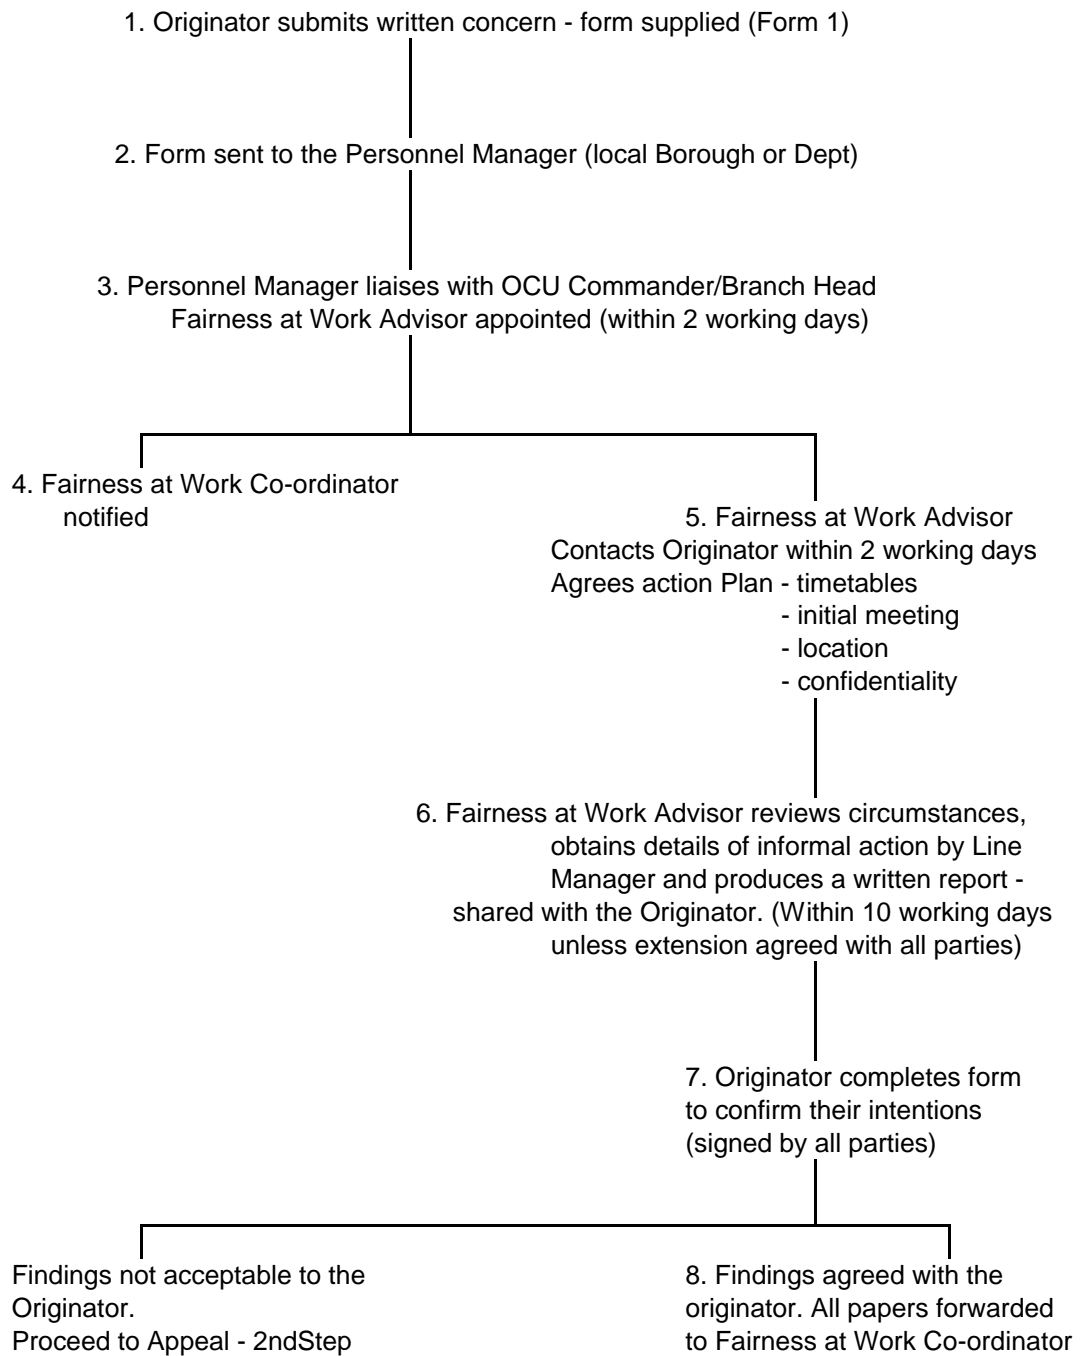 1. Originator submits written concern - form supplied (Form 1)
2. Form sent to the Personnel Manager (local Borough or Dept)
3. Personnel Manager liaises with OCU Commander/Branch Head
Fairness at Work Advisor appointed (within 2 working days)
4. Fairness at Work Co-ordinator
notified
5. Fairness at Work Advisor
Contacts Originator within 2 working days
Agrees action Plan - timetables
- initial meeting
- location
- confidentiality
6. Fairness at Work Advisor reviews circumstances,
obtains details of informal action by Line
Manager and produces a written report -
shared with the Originator. (Within 10 working days
unless extension agreed with all parties)
7. Originator completes form
to confirm their intentions
(signed by all parties)
Findings not acceptable to the
Originator.
Proceed to Appeal - 2ndStep
8. Findings agreed with the
originator. All papers forwarded
to Fairness at Work Co-ordinator